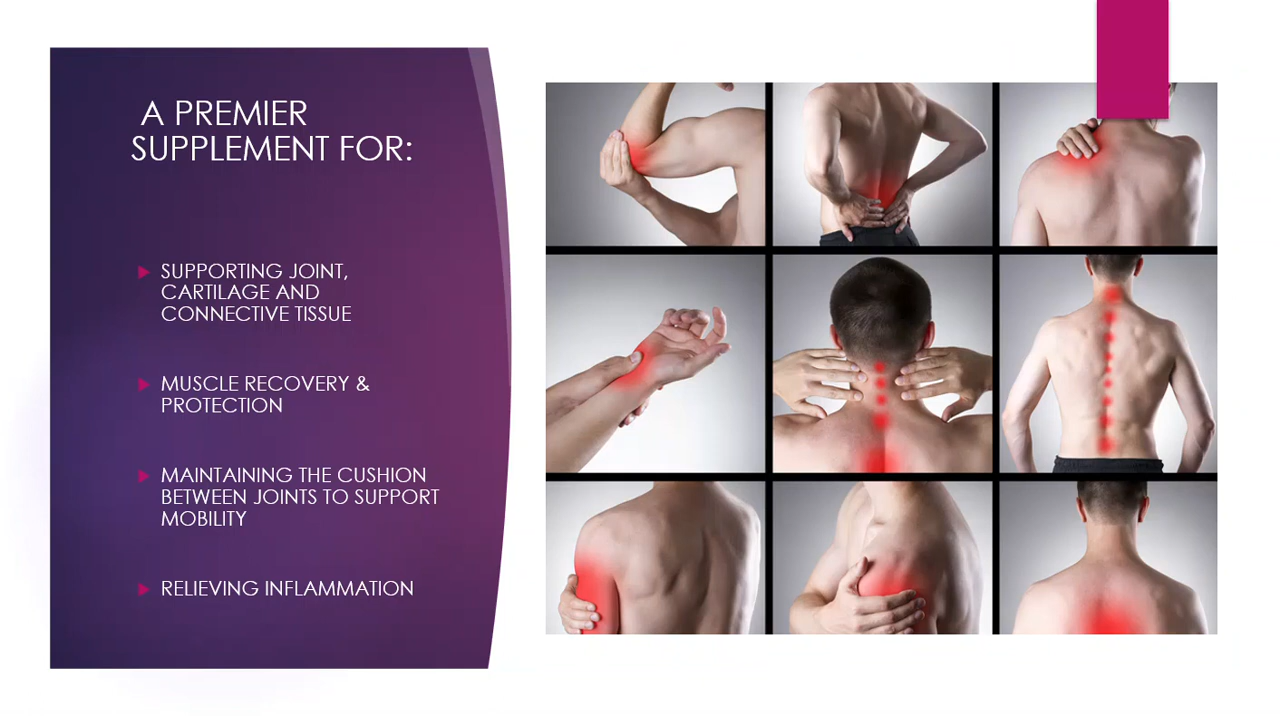 A PREMIER
SUPPLEMENT FOR:
SUPPORTING JOINT,
CARTILAGE AND
CONNECTIVE TISSUE
MUSCLE RECOVERY &
PROTECTION
MAINTAINING THE CUSHION
BETWEEN JOINTS TO SUPPORT
MOBILITY
RELIEVING INFLAMMATION